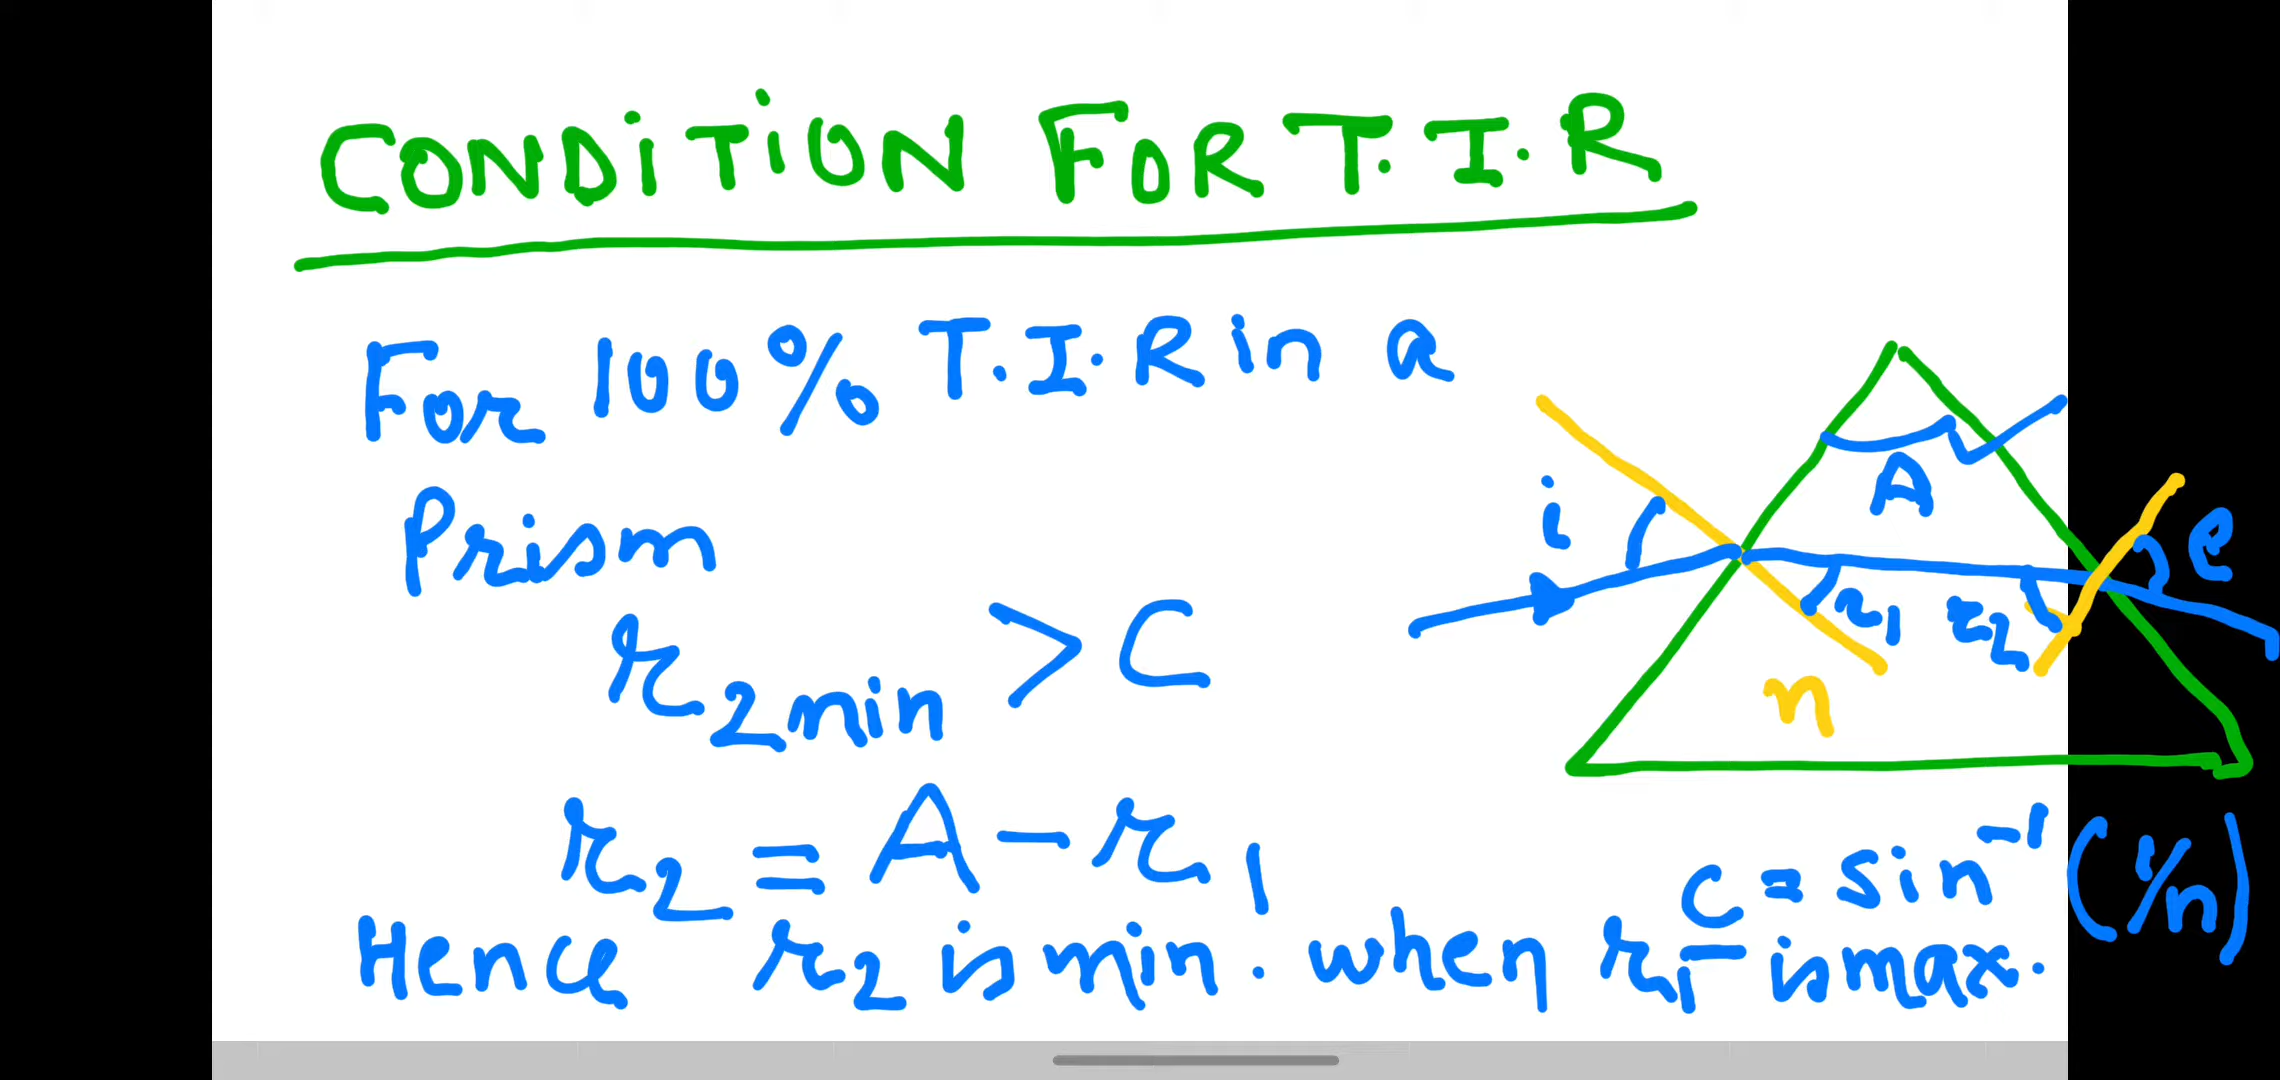 CONDiTiON FOR T.I.R
For 100% T.I.R in a
Prism
r₂min > C
r₂ = A - r₁
Hence r₂ is min. when r₁ is max.
i
A
e
r₁
r₂
n
C = sin⁻¹ (1/n)